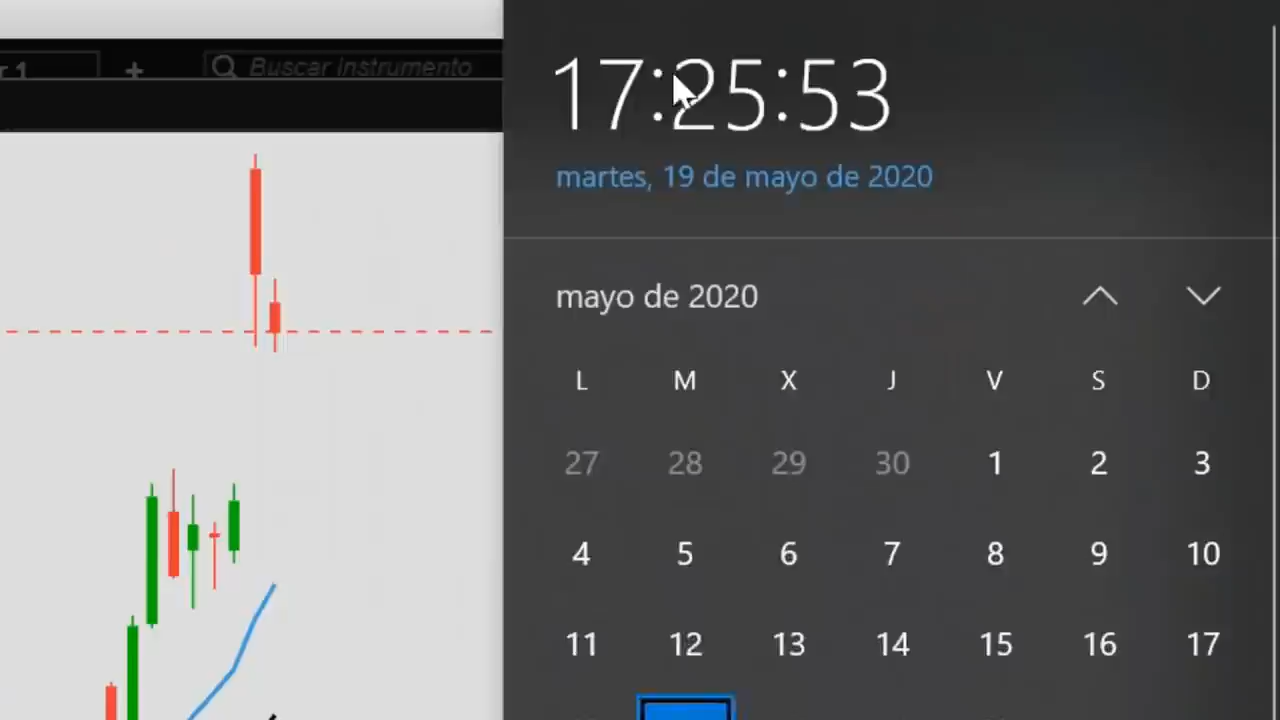 r 1
+
Buscar instrumento
17:25:53
martes, 19 de mayo de 2020
mayo de 2020
L M X J V S D
27 28 29 30 1 2 3
4 5 6 7 8 9 10
11 12 13 14 15 16 17